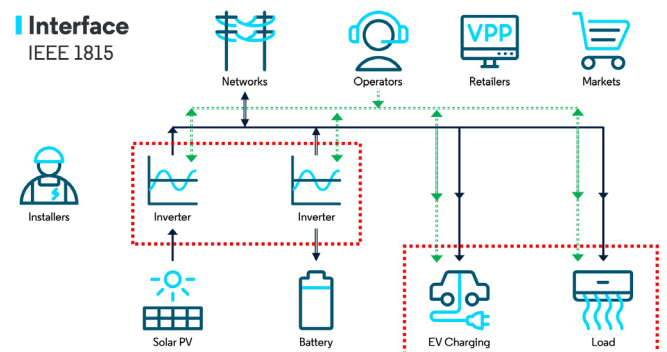 Interface
IEEE 1815
VPP
Networks
Operators
Retailers
Markets
Installers
Inverter
Inverter
Solar PV
Battery
EV Charging
Load